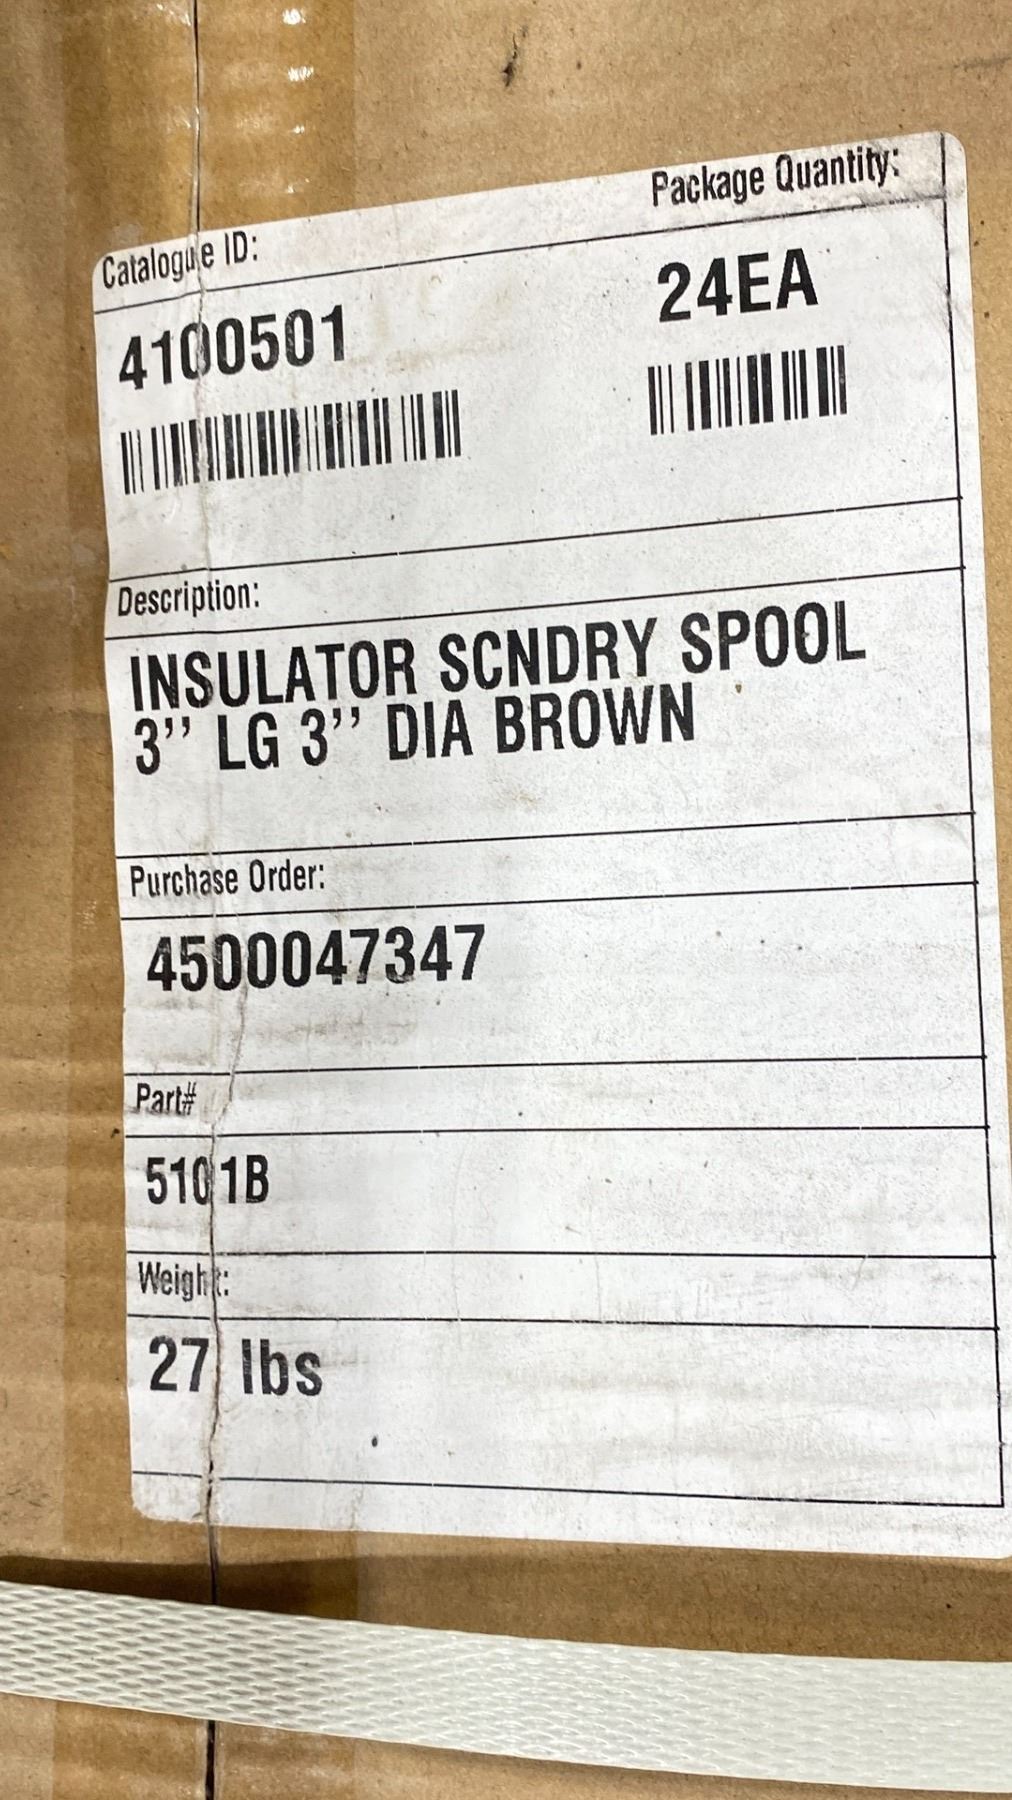 Catalogue ID:
Package Quantity:
4100501
24EA
Description:
INSULATOR SCNDRY SPOOL
3’’ LG 3’’ DIA BROWN
Purchase Order:
4500047347
Part#
5101B
Weight:
27 lbs